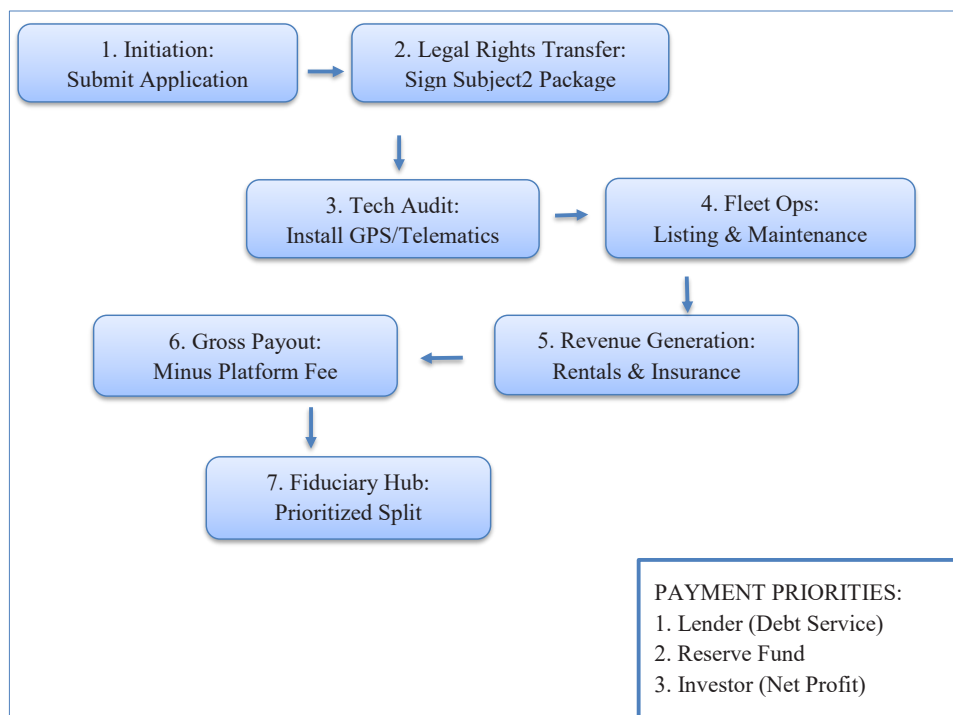 1. Initiation:
Submit Application
2. Legal Rights Transfer:
Sign Subject2 Package
3. Tech Audit:
Install GPS/Telematics
4. Fleet Ops:
Listing & Maintenance
5. Revenue Generation:
Rentals & Insurance
6. Gross Payout:
Minus Platform Fee
7. Fiduciary Hub:
Prioritized Split
PAYMENT PRIORITIES:
1. Lender (Debt Service)
2. Reserve Fund
3. Investor (Net Profit)